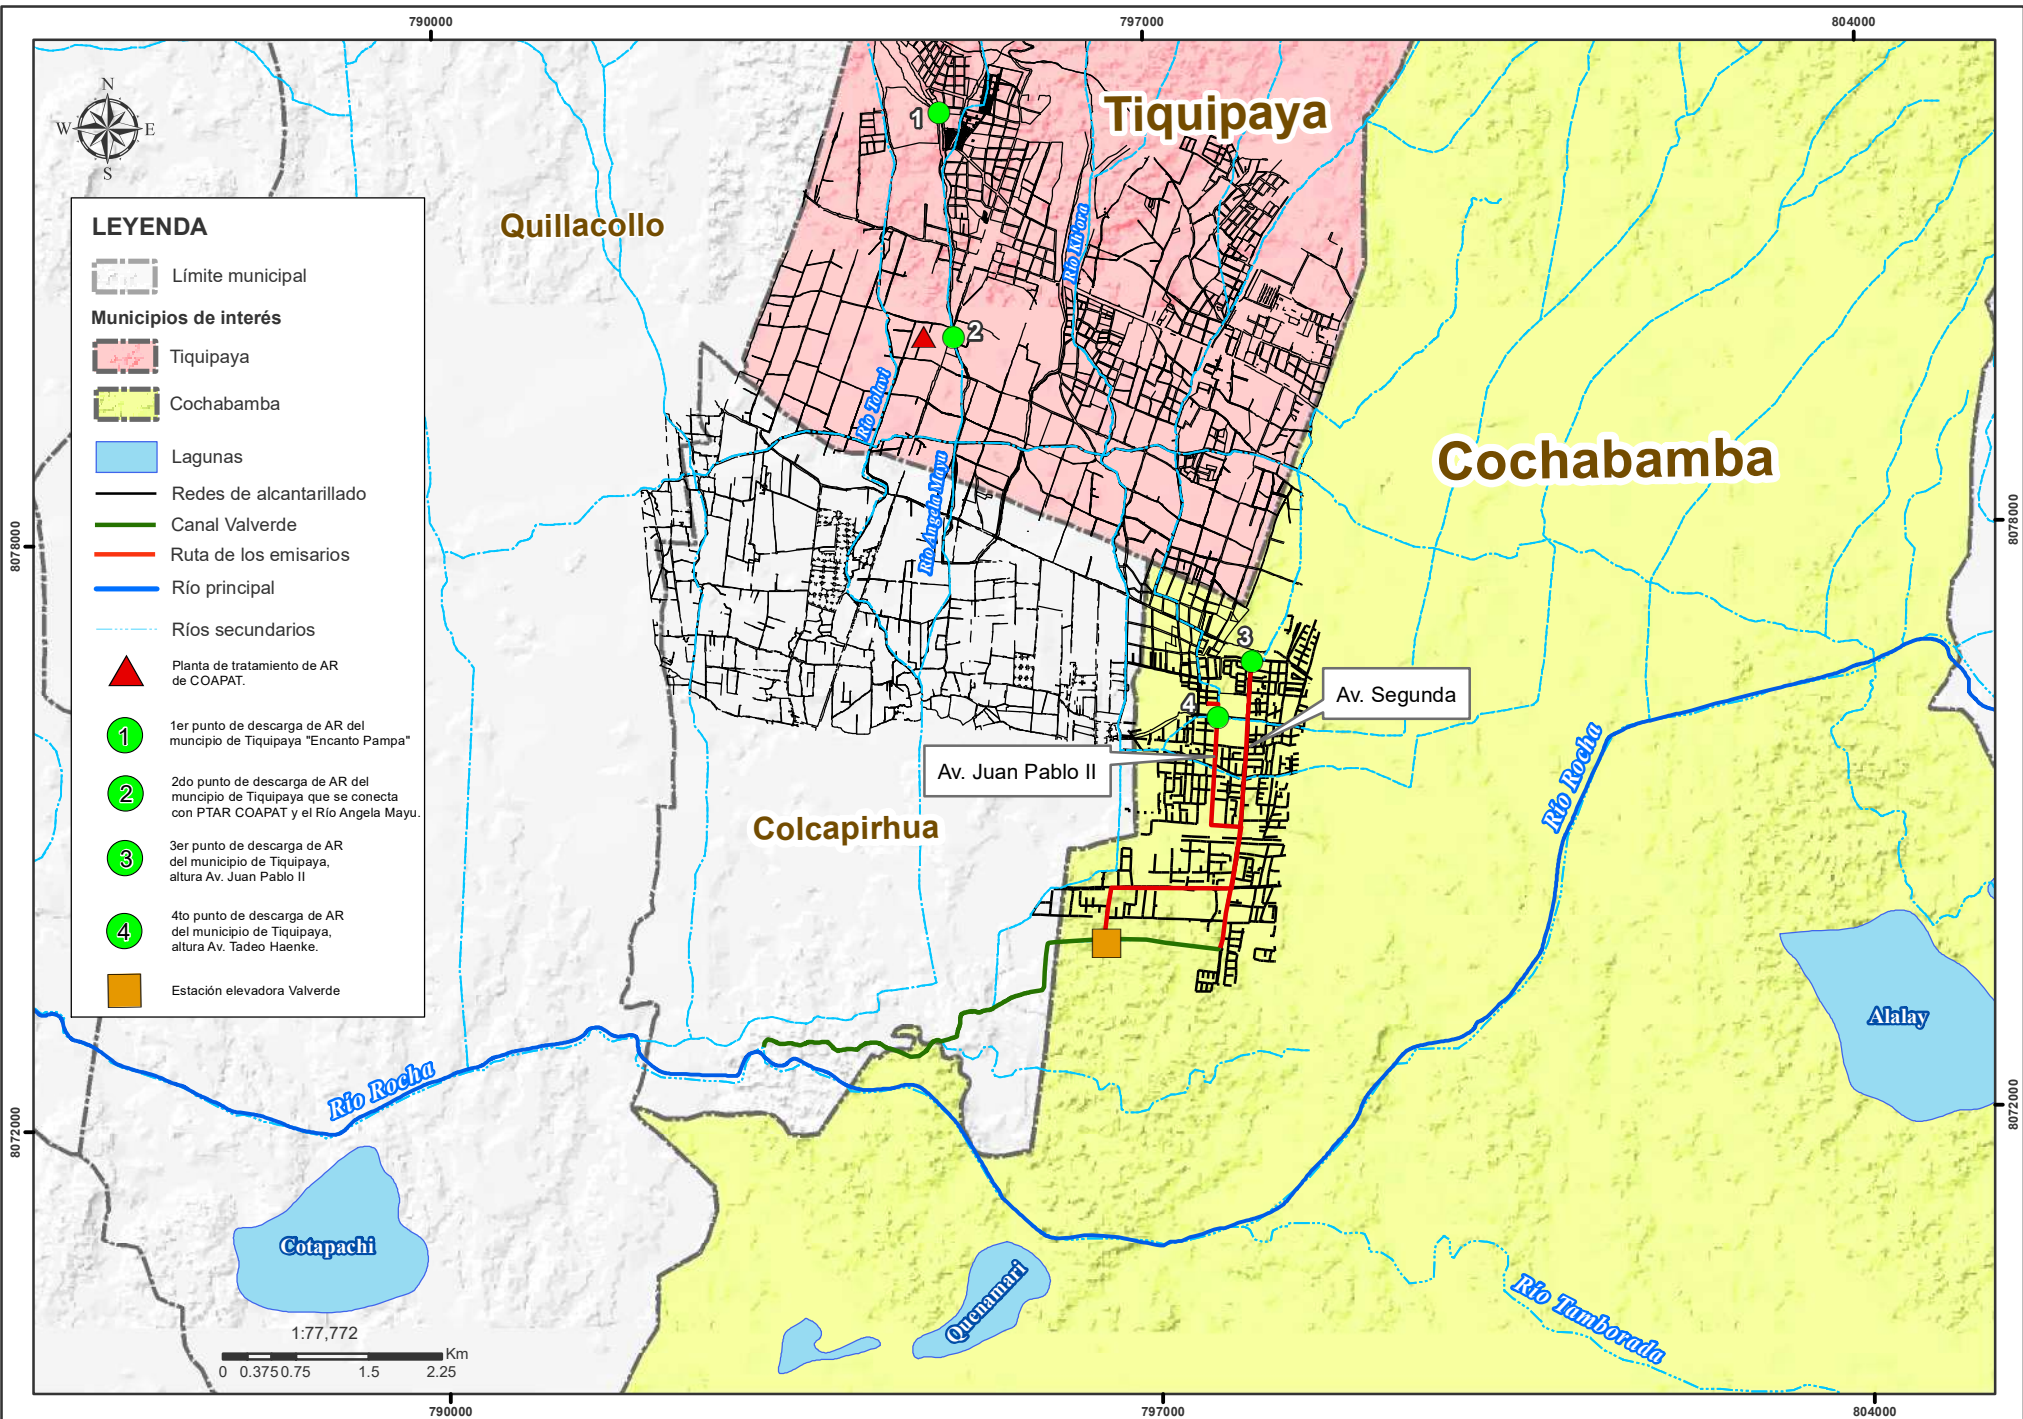 790000
797000
804000
N
W
E
S
Tiquipaya
Quillacollo
Cochabamba
Colcapirhua
LEYENDA
Límite municipal
Municipios de interés
Tiquipaya
Cochabamba
Lagunas
Redes de alcantarillado
Canal Valverde
Ruta de los emisarios
Río principal
Ríos secundarios
Planta de tratamiento de AR
de COAPAT.
1
1er punto de descarga de AR del
muncipio de Tiquipaya "Encanto Pampa"
2
2do punto de descarga de AR del
muncipio de Tiquipaya que se conecta
con PTAR COAPAT y el Río Angela Mayu.
3
3er punto de descarga de AR
del municipio de Tiquipaya,
altura Av. Juan Pablo II
4
4to punto de descarga de AR
del municipio de Tiquipaya,
altura Av. Tadeo Haenke.
Estación elevadora Valverde
1
2
3
4
Río Khora
Río Tolavi
Río Angela Mayu
Av. Segunda
Av. Juan Pablo II
Río Rocha
Río Rocha
Río Tamborada
Alalay
Cotapachi
Quenamari
8078000
8078000
8072000
8072000
1:77,772
Km
0 0.375 0.75 1.5 2.25
790000
797000
804000